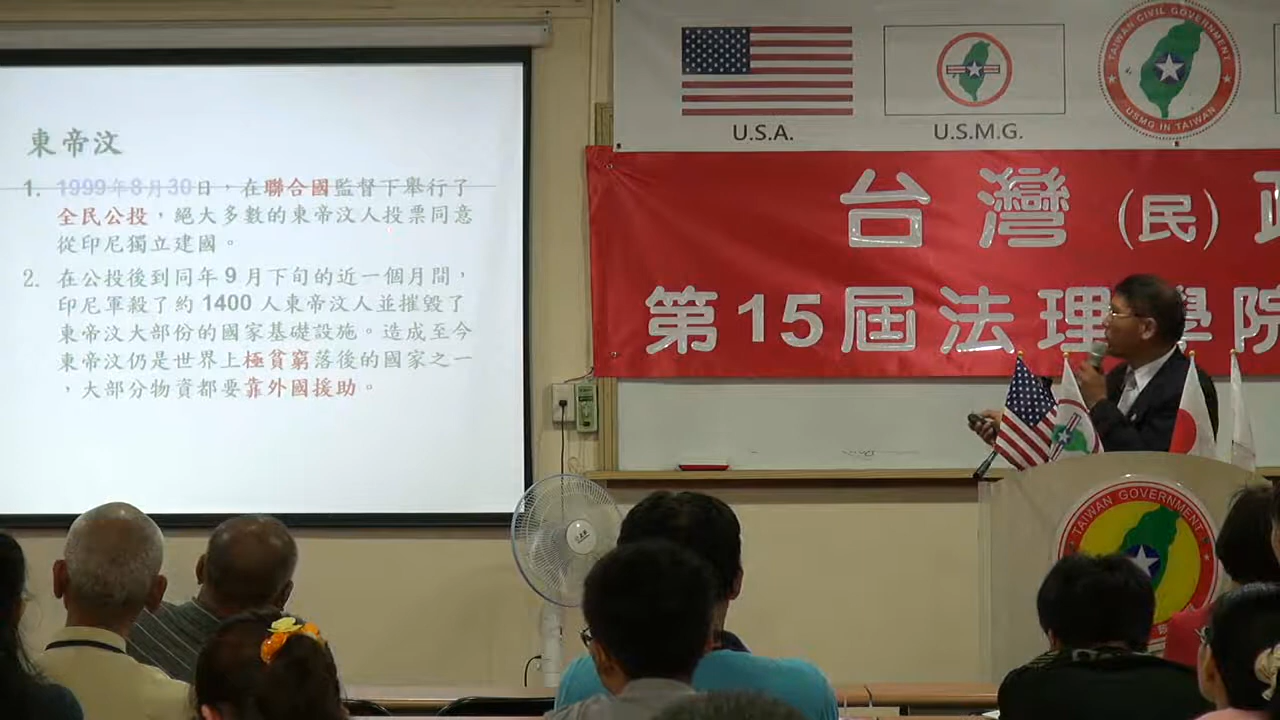 東帝汶
1. 1999年8月30日，在聯合國監督下舉行了
全民公投，絕大多數的東帝汶人投票同意
從印尼獨立建國。
2. 在公投後到同年9月下旬的近一個月間，
印尼軍殺了約1400人東帝汶人並摧毀了
東帝汶大部份的國家基礎設施。造成至今
東帝汶仍是世界上極貧窮落後的國家之一
，大部分物資都要靠外國援助。
U.S.A.
U.S.M.G.
TAIWAN CIVIL GOVERNMENT
USMG IN TAIWAN
台灣(民)政
第15屆法理學院
TAIWAN GOVERNMENT